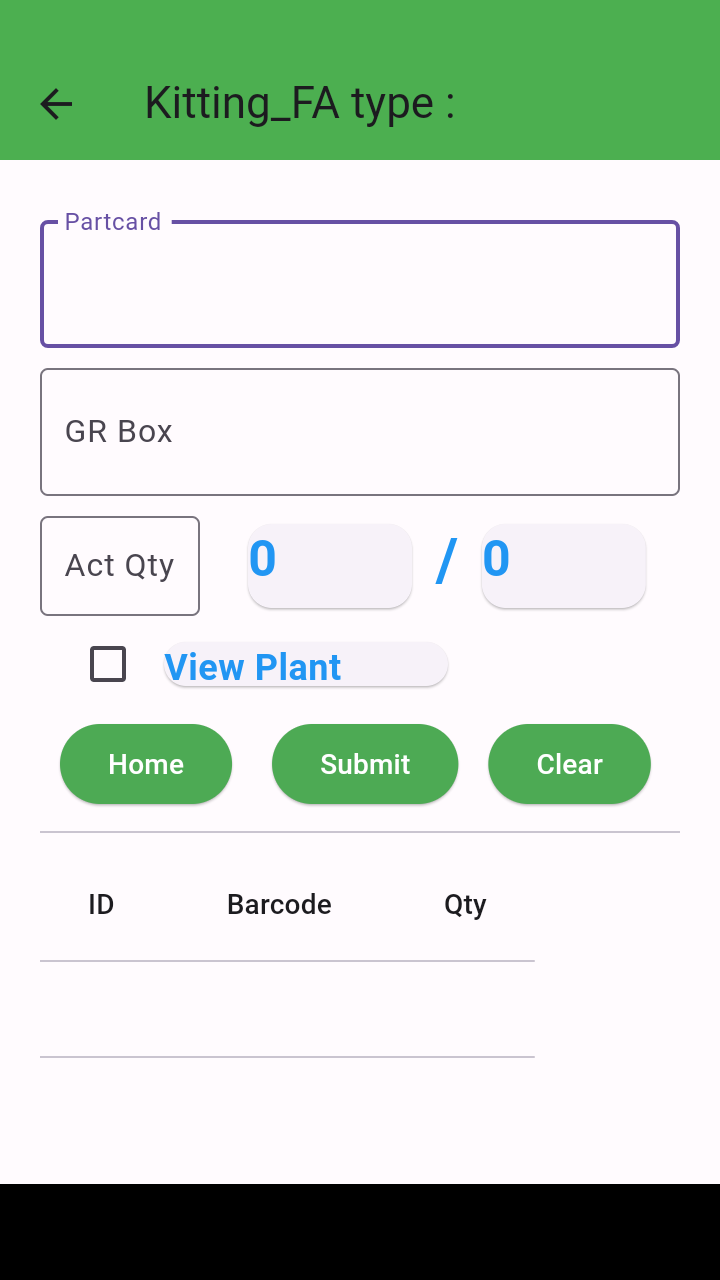 Kitting_FA type :
Partcard
GR Box
Act Qty 0 / 0
View Plant
Home Submit Clear
ID Barcode Qty